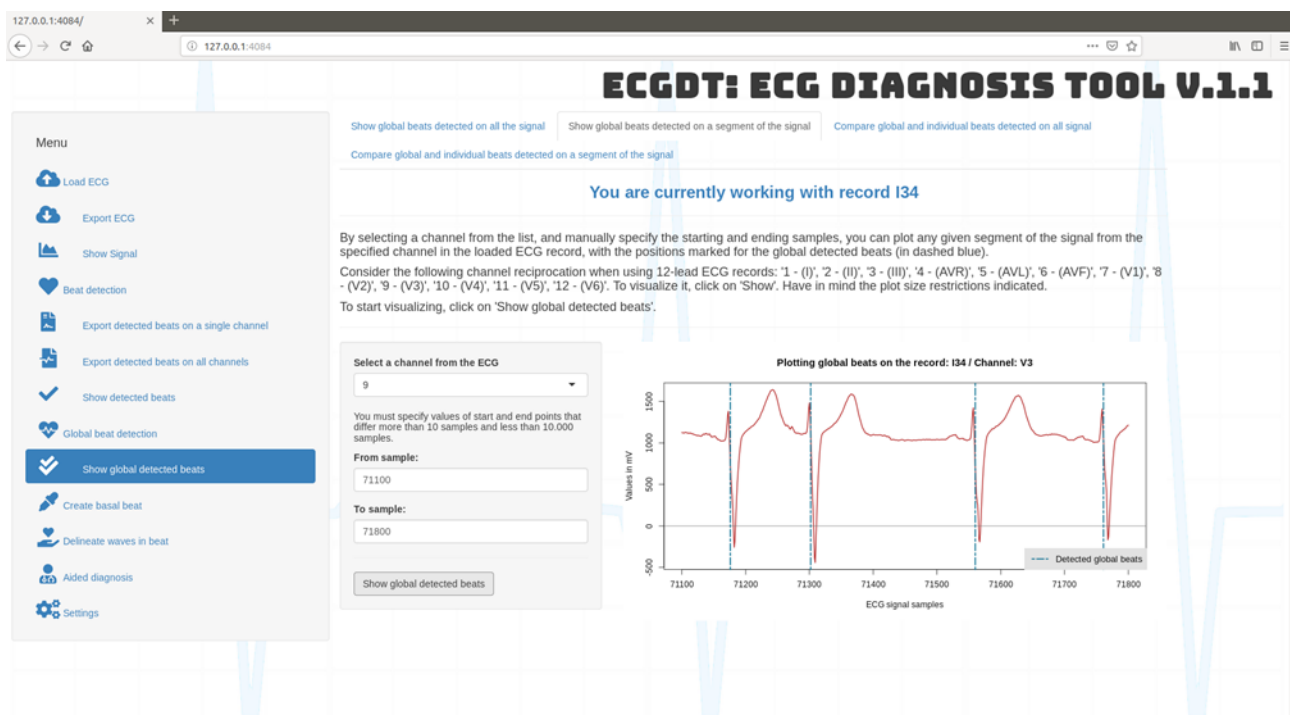 127.0.0.1:4084/
127.0.0.1:4084
ECGDT: ECG DIAGNOSIS TOOL V.1.1
Menu
Load ECG
Export ECG
Show Signal
Beat detection
Export detected beats on a single channel
Export detected beats on all channels
Show detected beats
Global beat detection
Show global detected beats
Create basal beat
Delineate waves in beat
Aided diagnosis
Settings
Show global beats detected on all the signal Show global beats detected on a segment of the signal Compare global and individual beats detected on all signal
Compare global and individual beats detected on a segment of the signal
You are currently working with record I34
By selecting a channel from the list, and manually specify the starting and ending samples, you can plot any given segment of the signal from the
specified channel in the loaded ECG record, with the positions marked for the global detected beats (in dashed blue).
Consider the following channel reciprocation when using 12-lead ECG records: '1 - (I)', '2 - (II)', '3 - (III)', '4 - (AVR)', '5 - (AVL)', '6 - (AVF)', '7 - (V1)', '8
- (V2)', '9 - (V3)', '10 - (V4)', '11 - (V5)', '12 - (V6)'. To visualize it, click on 'Show'. Have in mind the plot size restrictions indicated.
To start visualizing, click on 'Show global detected beats'.
Select a channel from the ECG
9
You must specify values of start and end points that
differ more than 10 samples and less than 10.000
samples.
From sample:
71100
To sample:
71800
Show global detected beats
Plotting global beats on the record: I34 / Channel: V3
Values in mV
1500
1000
500
0
-500
Detected global beats
71100 71200 71300 71400 71500 71600 71700 71800
ECG signal samples